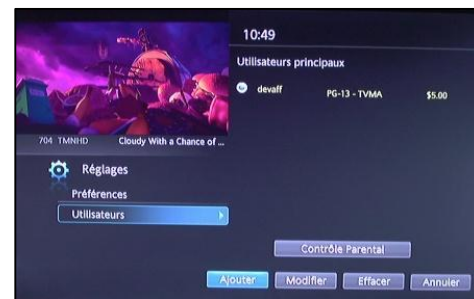 10:49
Utilisateurs principaux
devaff PG-13 - TVMA $5.00
704 TMNHD Cloudy With a Chance of ...
Réglages
Préférences
Utilisateurs
Contrôle Parental
Ajouter Modifier Effacer Annuler